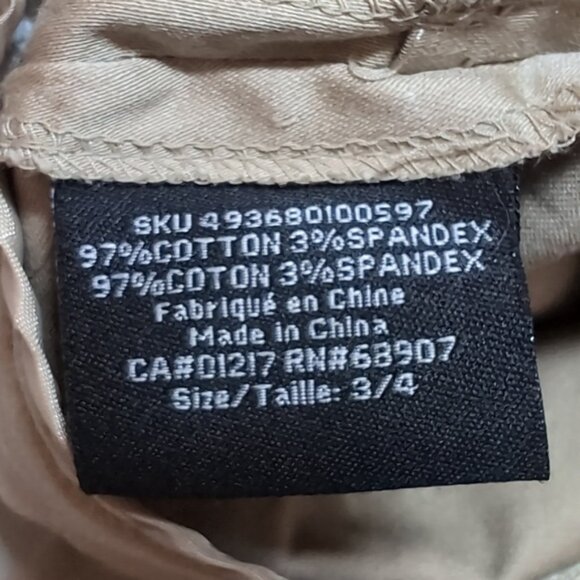 SKU 493680100597
97%COTTON 3%SPANDEX
97%COTON 3%SPANDEX
Fabriqué en Chine
Made in China
CA#01217 RN#68907
Size/Taille: 3/4